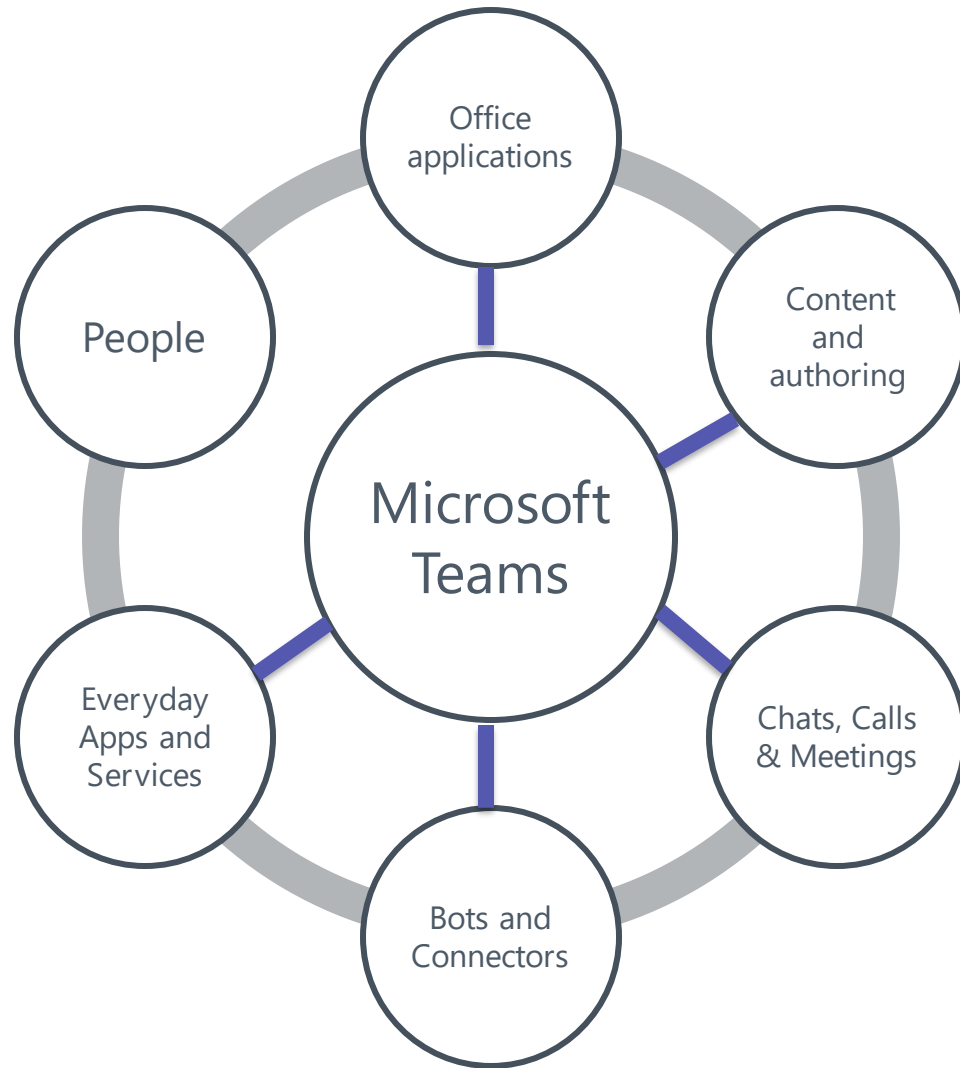 Office
applications
Content
and
authoring
People
Microsoft
Teams
Everyday
Apps and
Services
Chats, Calls
& Meetings
Bots and
Connectors